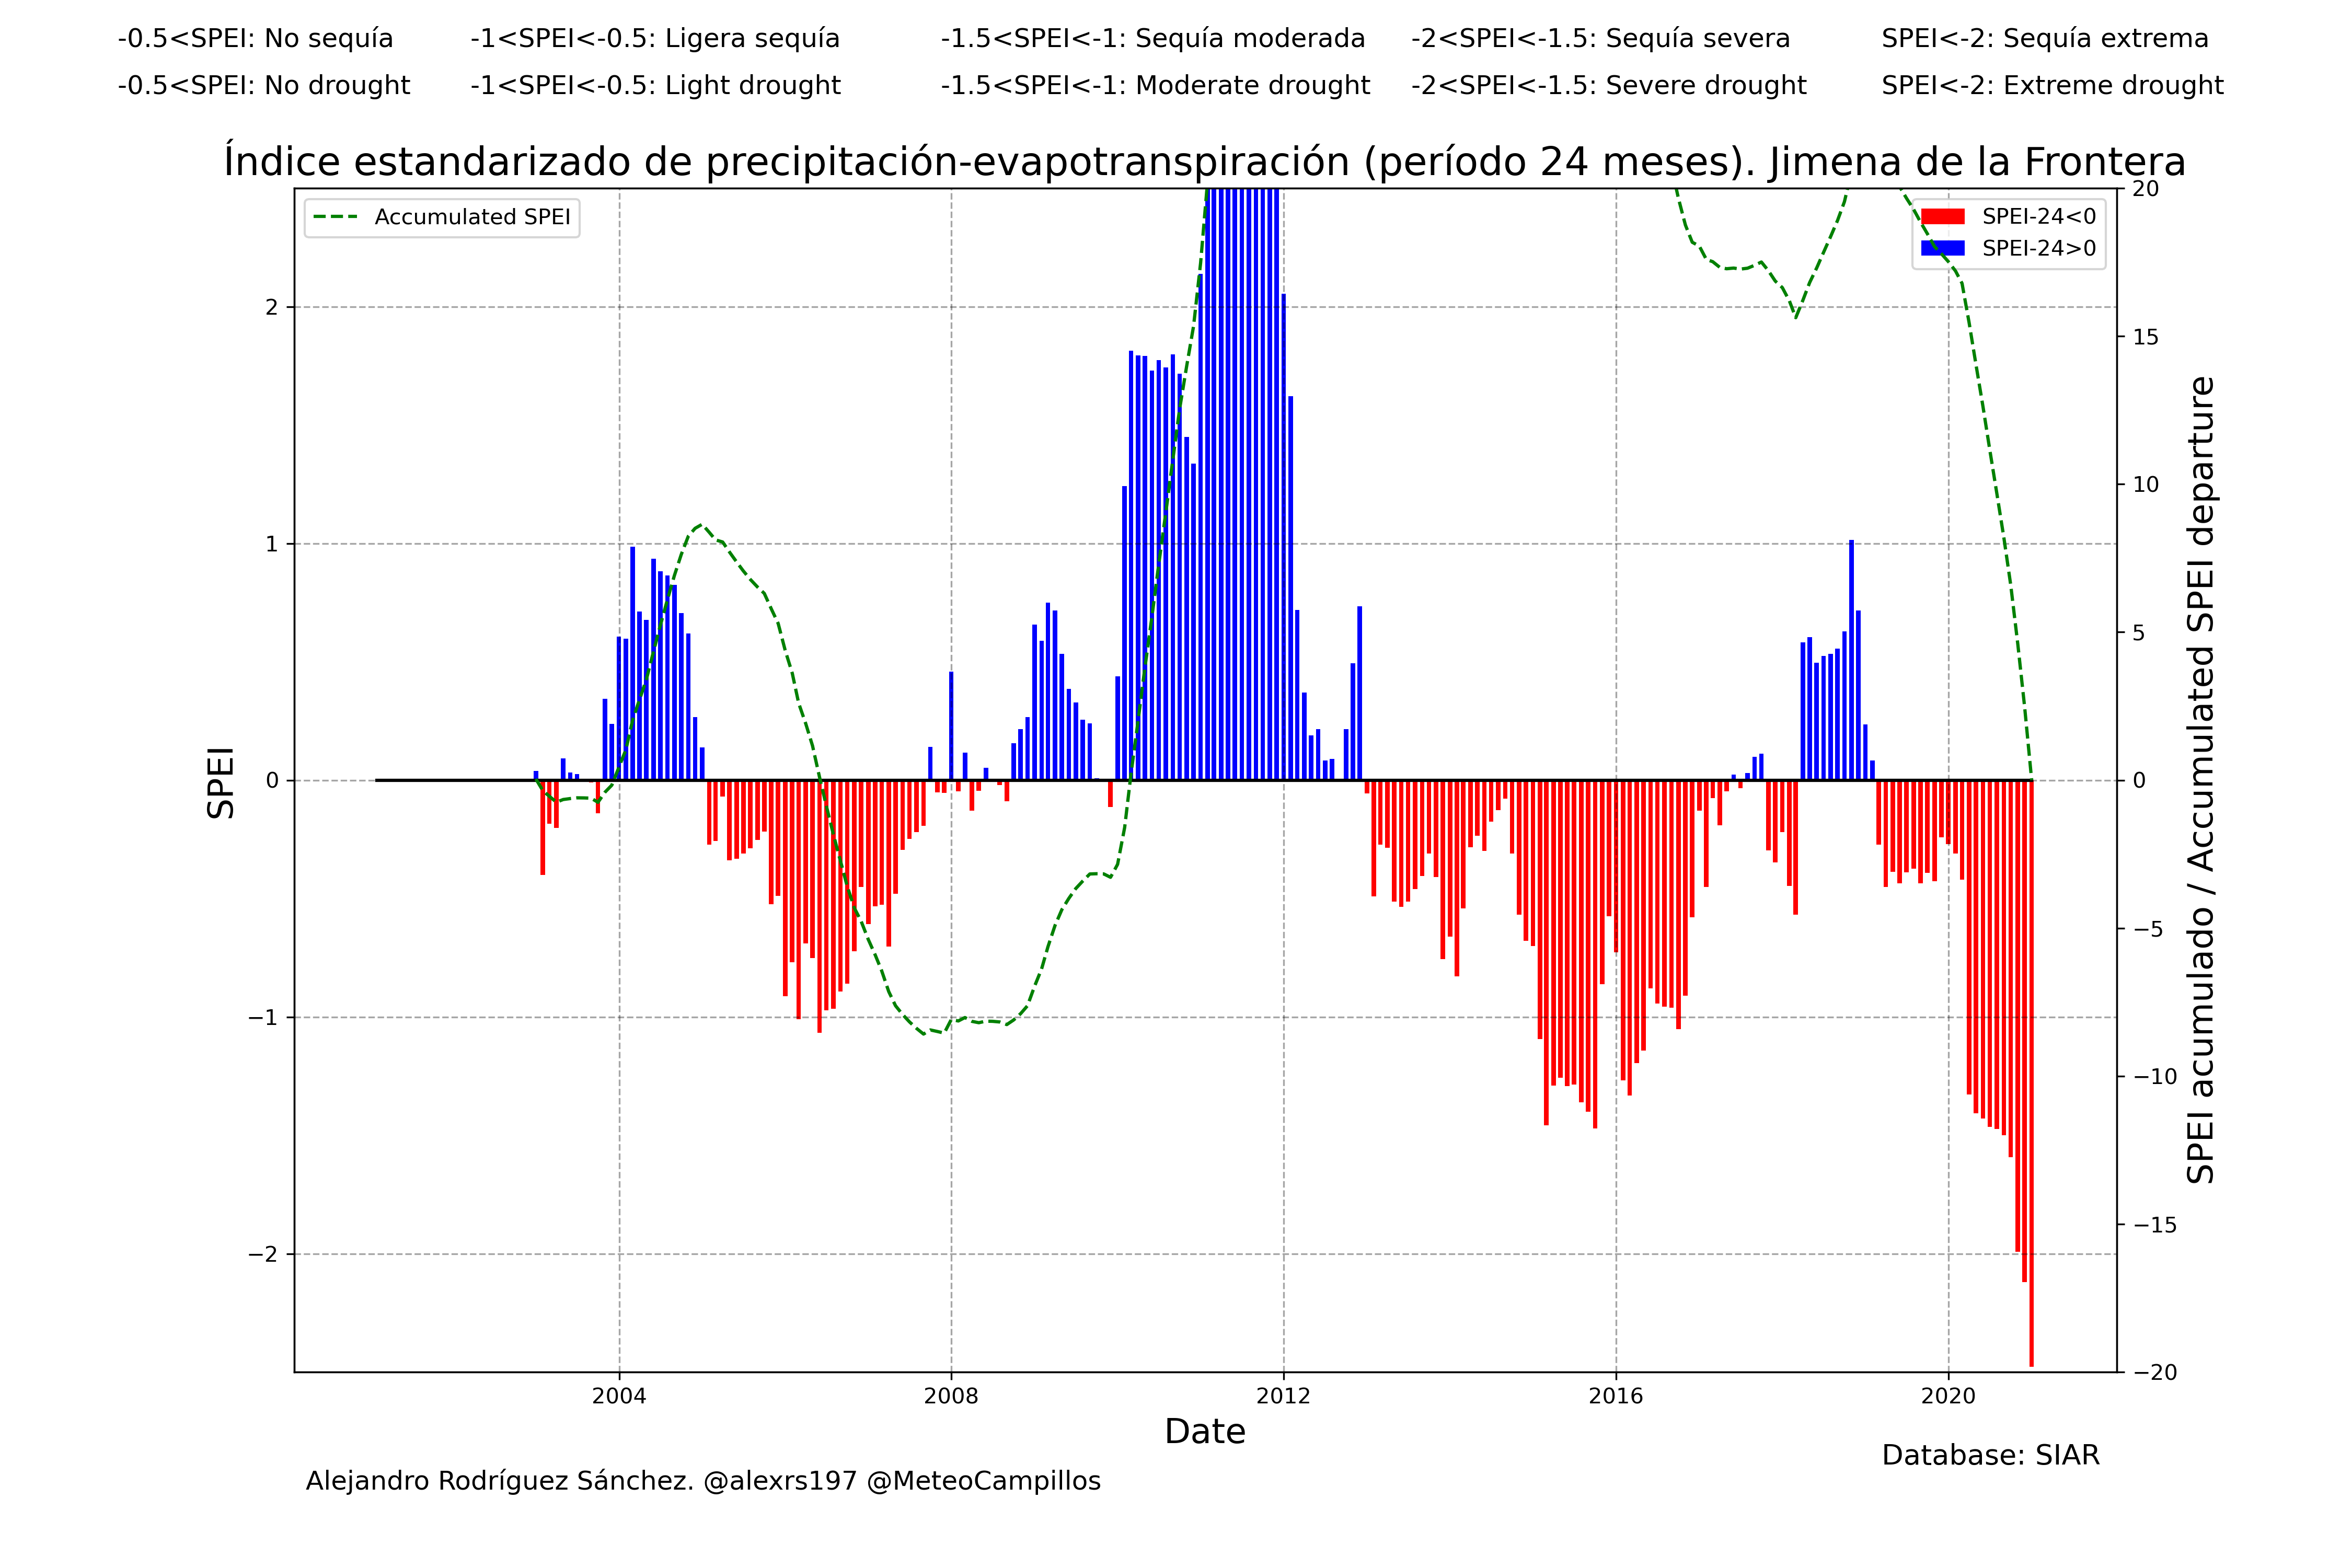 -0.5<SPEI: No sequía -1<SPEI<-0.5: Ligera sequía -1.5<SPEI<-1: Sequía moderada -2<SPEI<-1.5: Sequía severa SPEI<-2: Sequía extrema
-0.5<SPEI: No drought -1<SPEI<-0.5: Light drought -1.5<SPEI<-1: Moderate drought -2<SPEI<-1.5: Severe drought SPEI<-2: Extreme drought
Índice estandarizado de precipitación-evapotranspiración (período 24 meses). Jimena de la Frontera
Accumulated SPEI
SPEI-24<0
SPEI-24>0
SPEI
2
1
0
−1
−2
20
15
10
5
0
−5
−10
−15
−20
SPEI acumulado / Accumulated SPEI departure
2004 2008 2012 2016 2020
Date
Database: SIAR
Alejandro Rodríguez Sánchez. @alexrs197 @MeteoCampillos